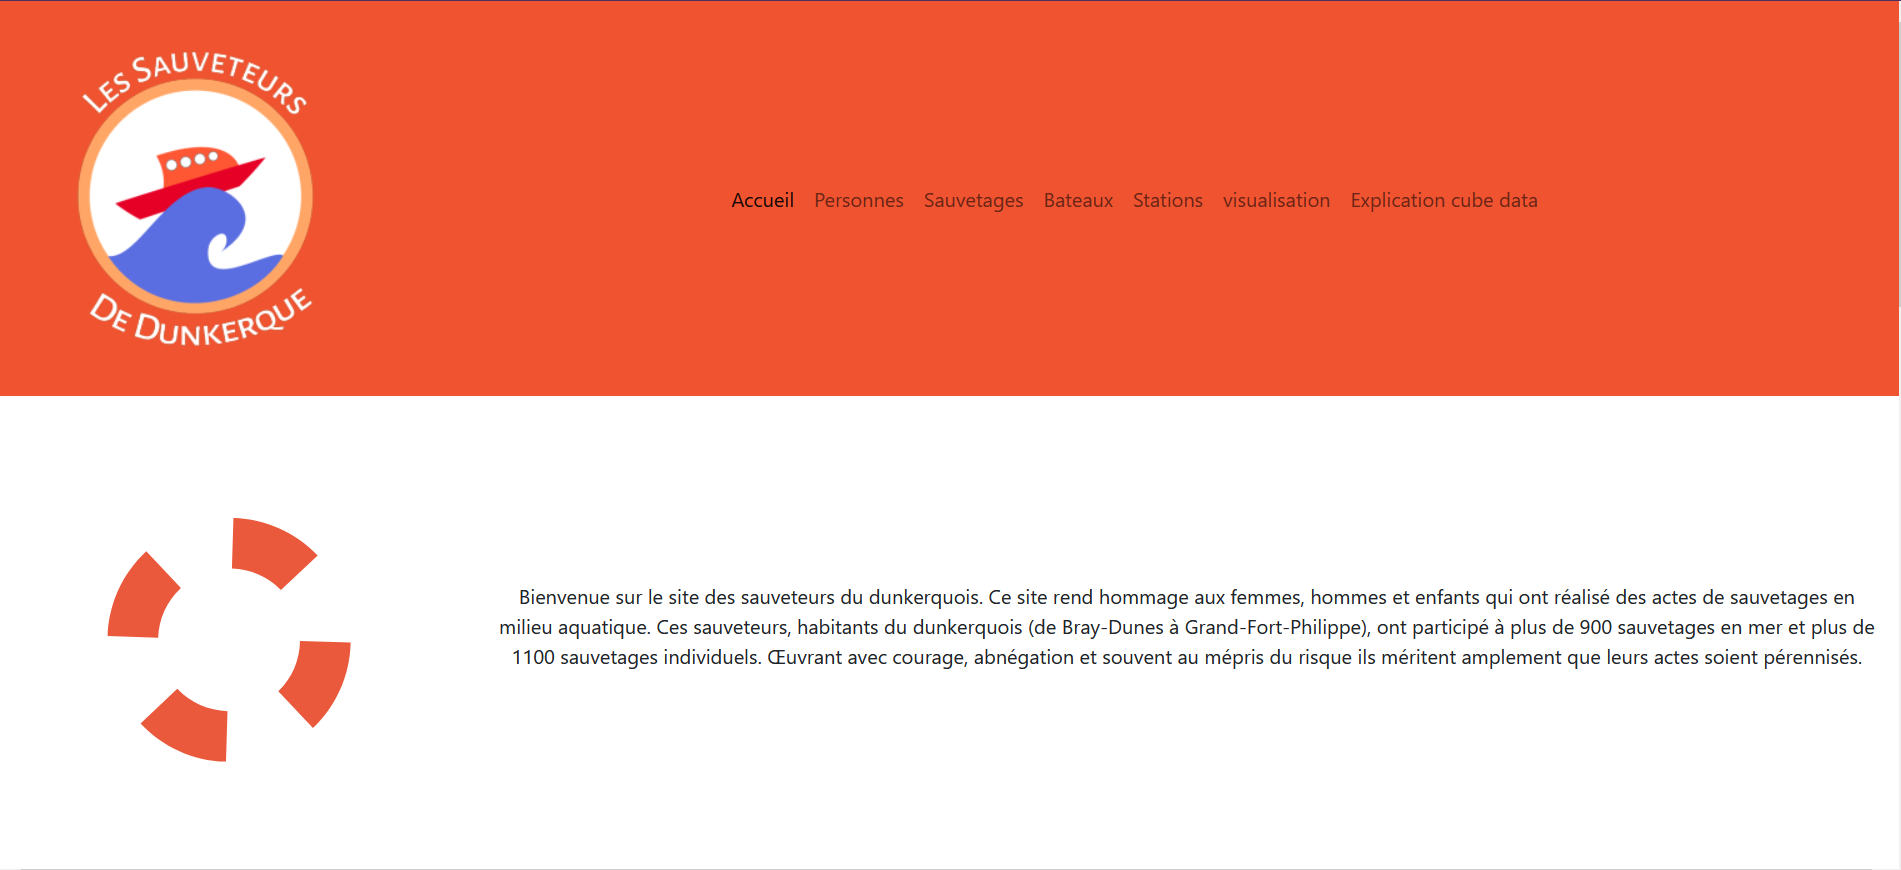 Les Sauveteurs
De Dunkerque
Accueil Personnes Sauvetages Bateaux Stations visualisation Explication cube data
Bienvenue sur le site des sauveteurs du dunkerquois. Ce site rend hommage aux femmes, hommes et enfants qui ont réalisé des actes de sauvetages en
milieu aquatique. Ces sauveteurs, habitants du dunkerquois (de Bray-Dunes à Grand-Fort-Philippe), ont participé à plus de 900 sauvetages en mer et plus de
1100 sauvetages individuels. Œuvrant avec courage, abnégation et souvent au mépris du risque ils méritent amplement que leurs actes soient pérennisés.